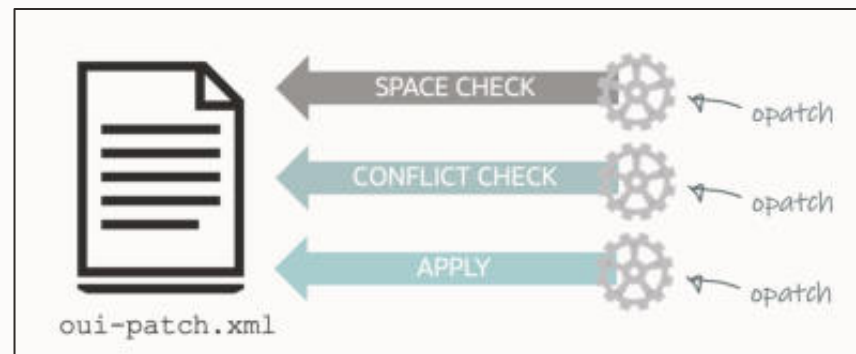 SPACE CHECK
opatch
CONFLICT CHECK
opatch
APPLY
opatch
oui-patch.xml